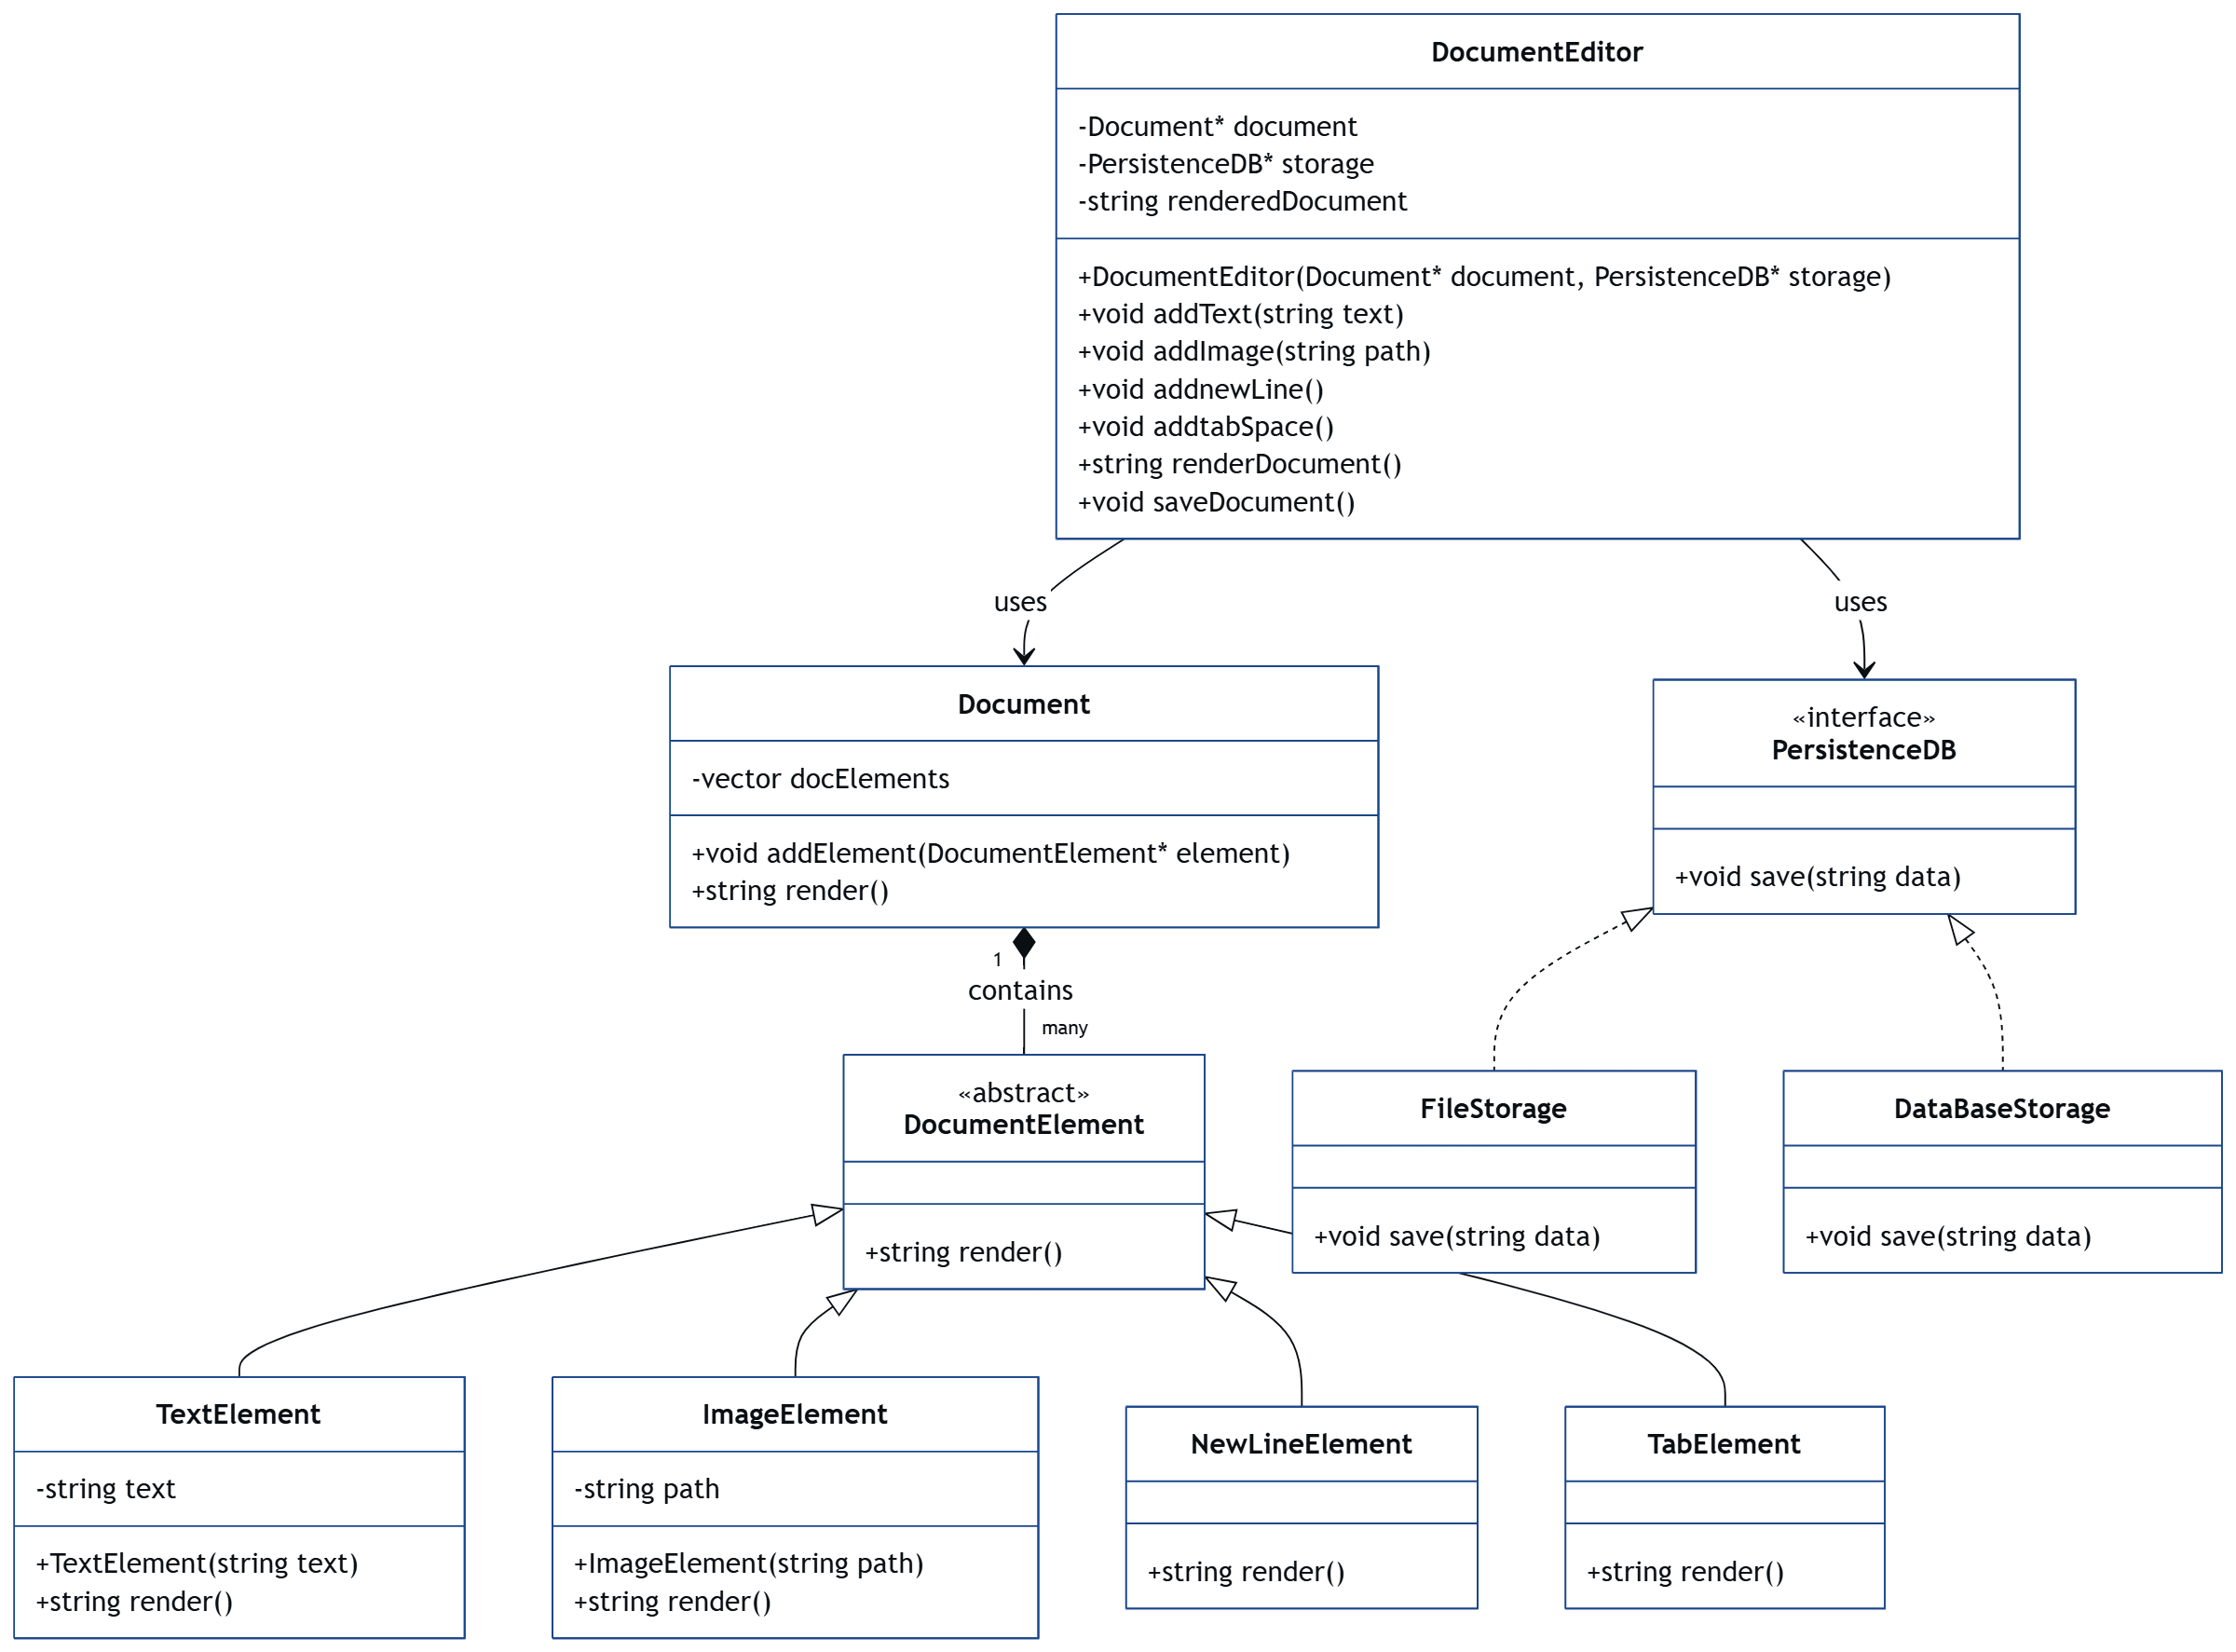 DocumentEditor
-Document* document
-PersistenceDB* storage
-string renderedDocument
+DocumentEditor(Document* document, PersistenceDB* storage)
+void addText(string text)
+void addImage(string path)
+void addnewLine()
+void addtabSpace()
+string renderDocument()
+void saveDocument()
uses
uses
Document
-vector docElements
+void addElement(DocumentElement* element)
+string render()
«interface»
PersistenceDB
+void save(string data)
1
contains
many
«abstract»
DocumentElement
+string render()
FileStorage
+void save(string data)
DataBaseStorage
+void save(string data)
TextElement
-string text
+TextElement(string text)
+string render()
ImageElement
-string path
+ImageElement(string path)
+string render()
NewLineElement
+string render()
TabElement
+string render()